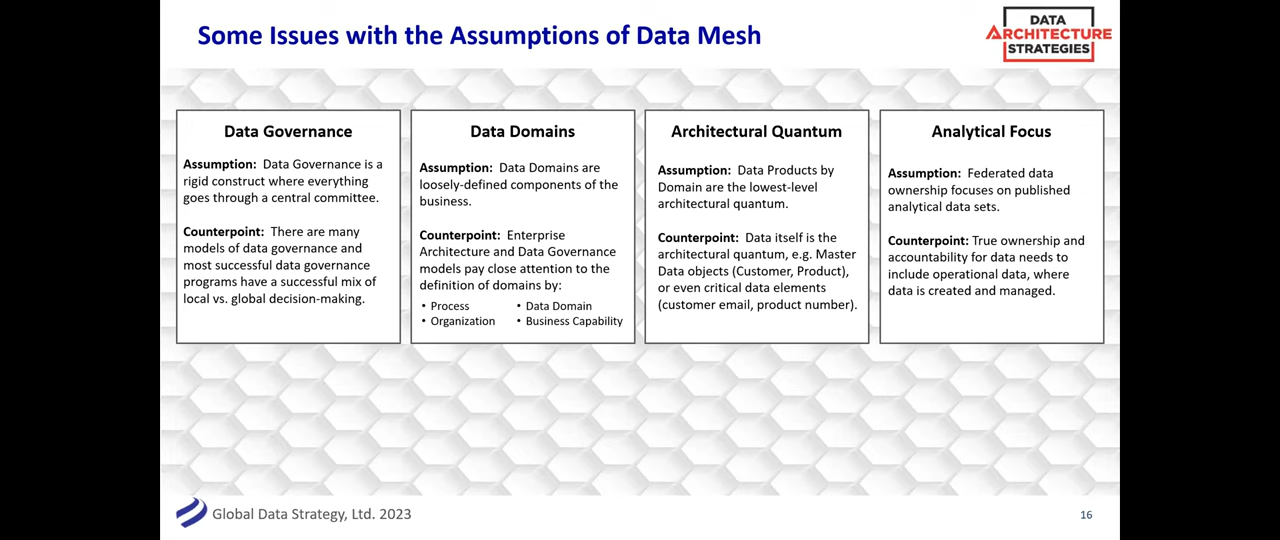 Some Issues with the Assumptions of Data Mesh
DATA
ARCHITECTURE
STRATEGIES
Data Governance
Assumption: Data Governance is a
rigid construct where everything
goes through a central committee.
Counterpoint: There are many
models of data governance and
most successful data governance
programs have a successful mix of
local vs. global decision-making.
Data Domains
Assumption: Data Domains are
loosely-defined components of the
business.
Counterpoint: Enterprise
Architecture and Data Governance
models pay close attention to the
definition of domains by:
• Process
• Organization
• Data Domain
• Business Capability
Architectural Quantum
Assumption: Data Products by
Domain are the lowest-level
architectural quantum.
Counterpoint: Data itself is the
architectural quantum, e.g. Master
Data objects (Customer, Product),
or even critical data elements
(customer email, product number).
Analytical Focus
Assumption: Federated data
ownership focuses on published
analytical data sets.
Counterpoint: True ownership and
accountability for data needs to
include operational data, where
data is created and managed.
Global Data Strategy, Ltd. 2023
16